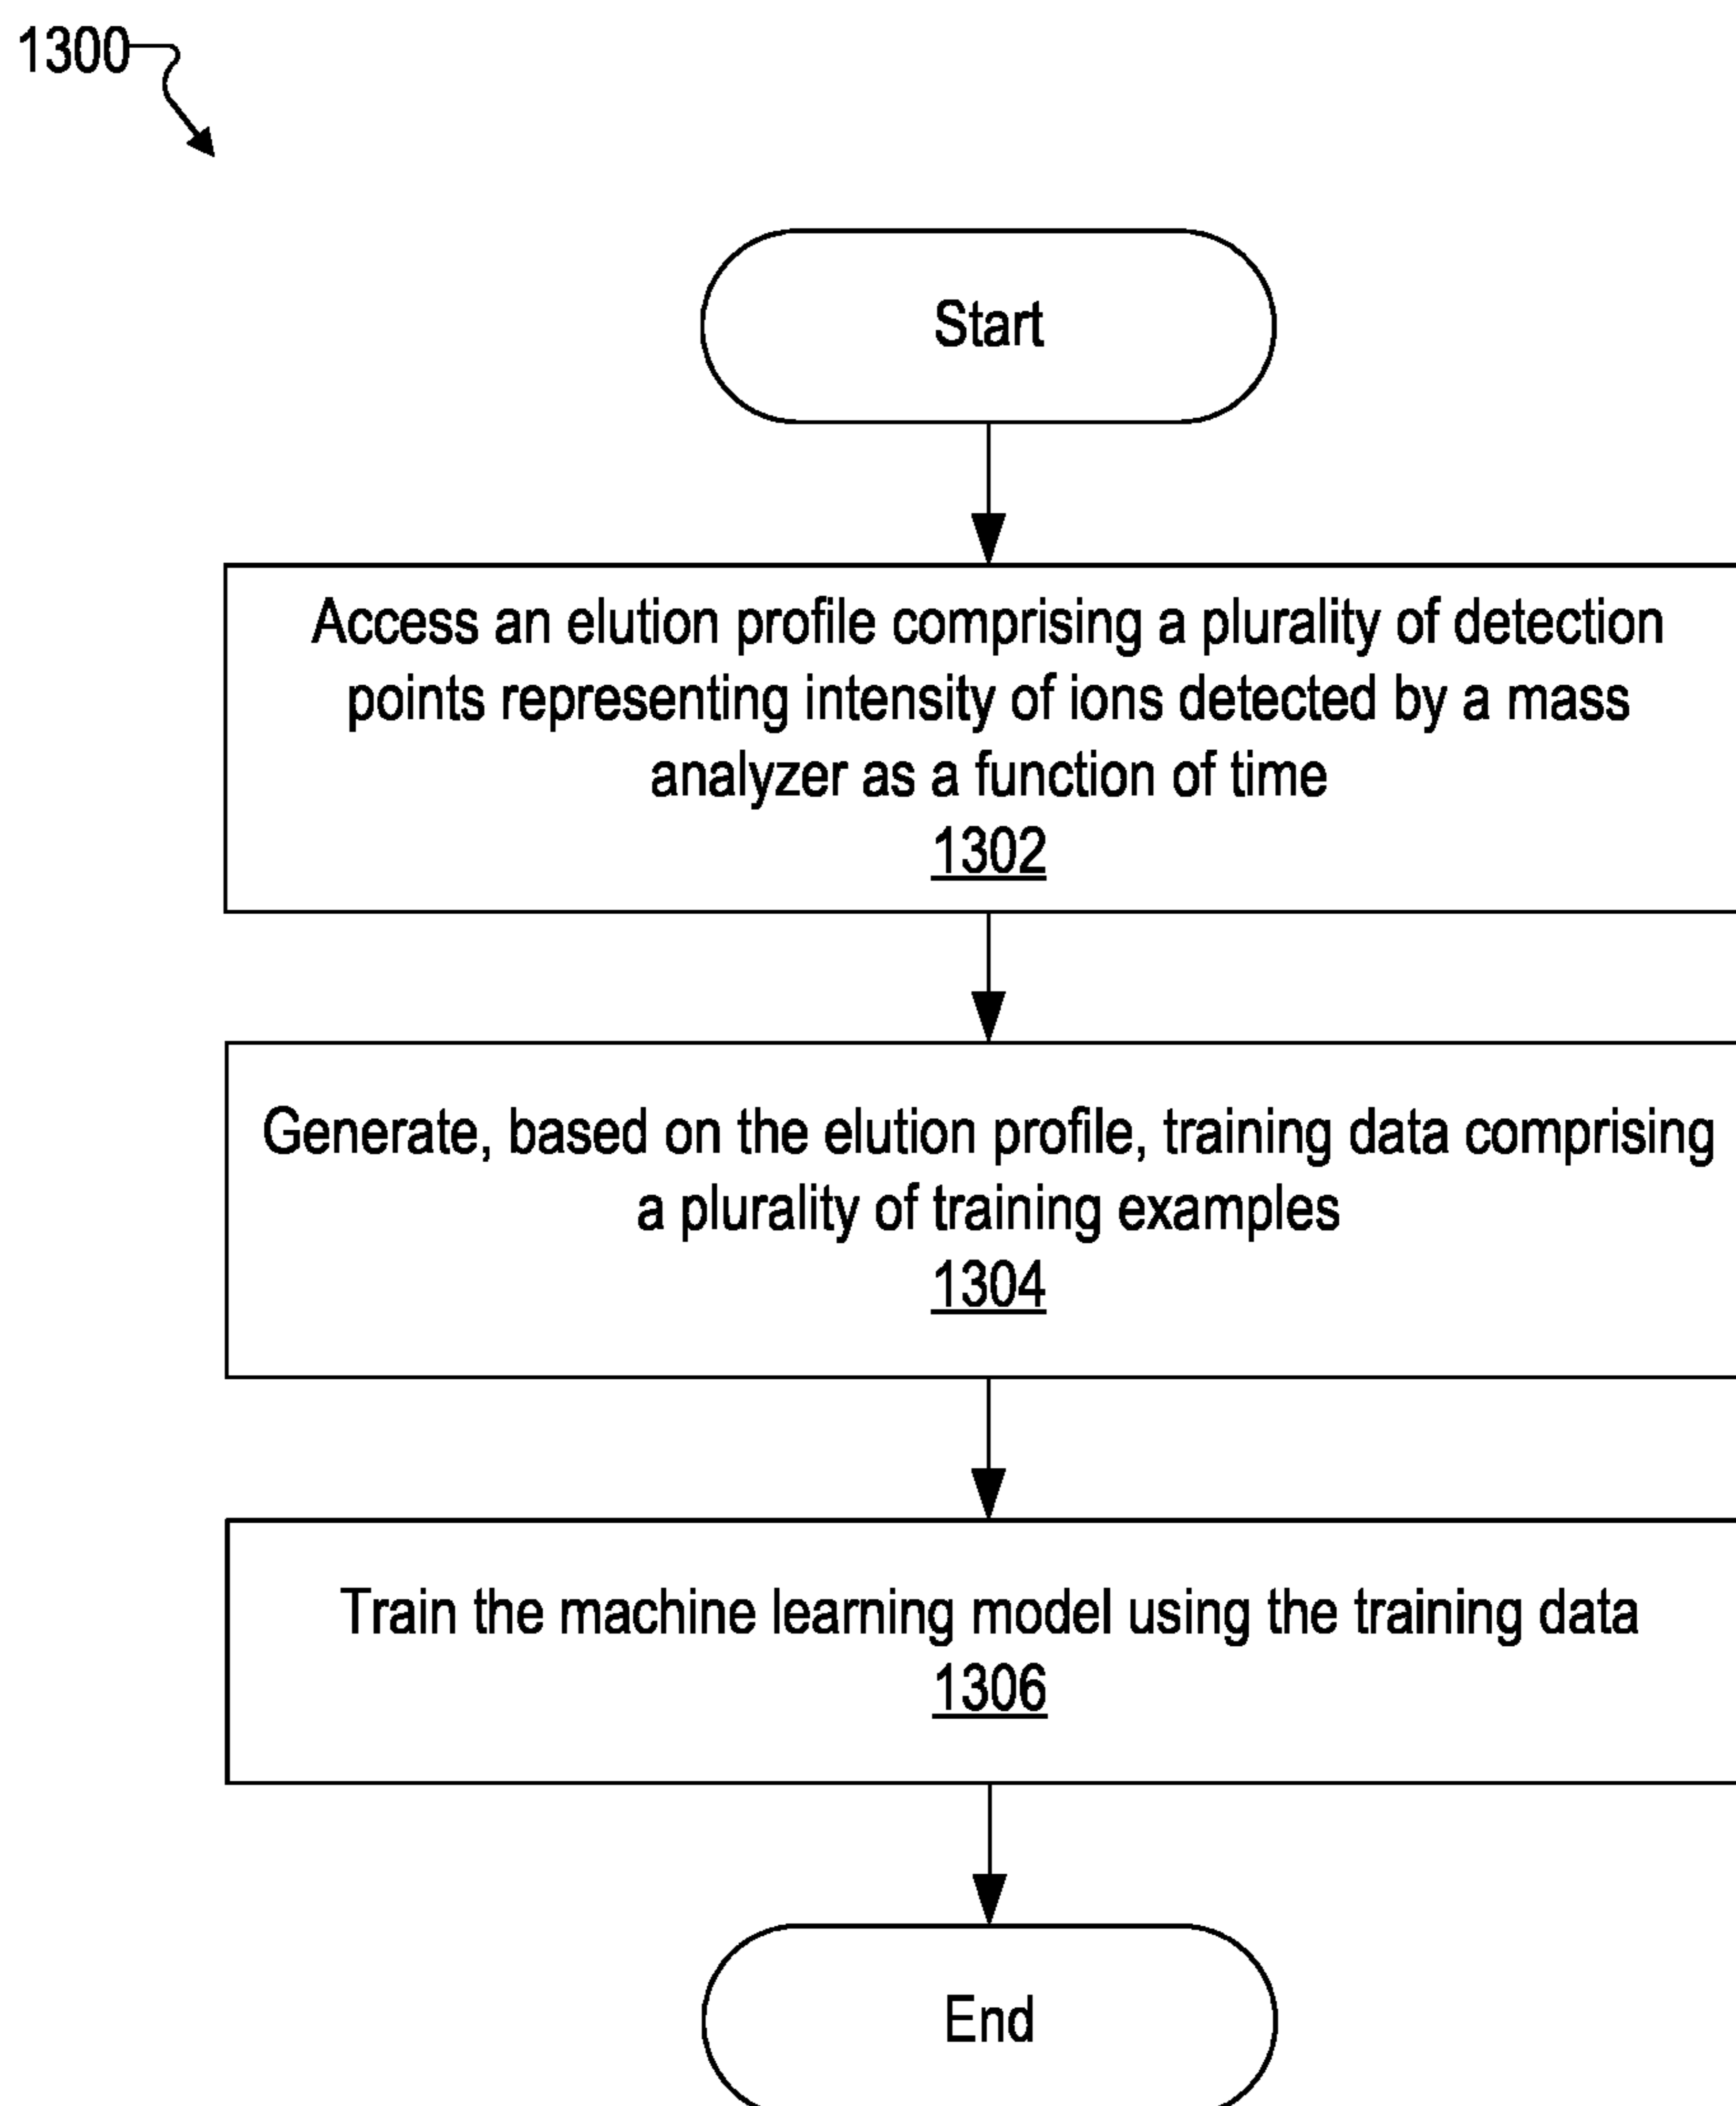 1300
Start
Access an elution profile comprising a plurality of detection
points representing intensity of ions detected by a mass
analyzer as a function of time
1302
Generate, based on the elution profile, training data comprising
a plurality of training examples
1304
Train the machine learning model using the training data
1306
End